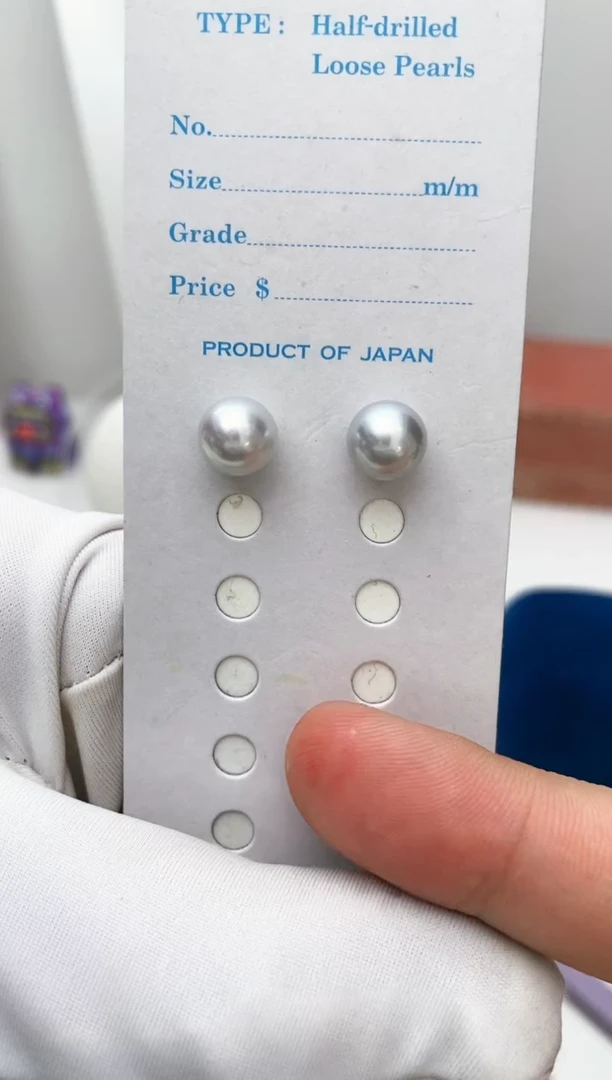 TYPE : Half-drilled
Loose Pearls
No.
Size m/m
Grade
Price $
PRODUCT OF JAPAN